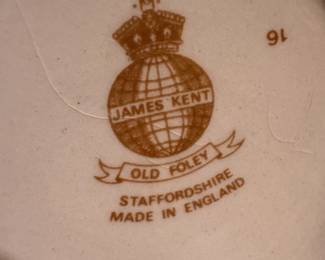 16
JAMES KENT
OLD FOLEY
STAFFORDSHIRE
MADE IN ENGLAND